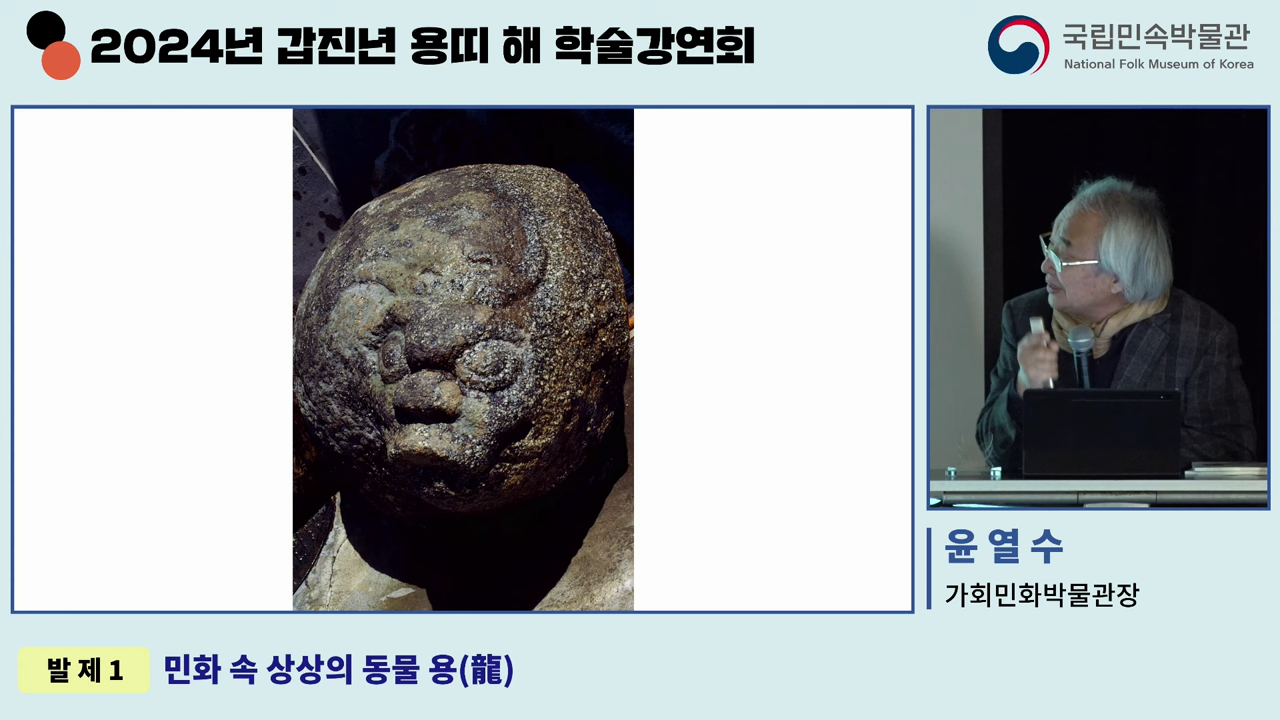 2024년 갑진년 용띠 해 학술강연회
국립민속박물관
National Folk Museum of Korea
윤열수
가회민화박물관장
발제1 민화 속 상상의 동물 용(龍)